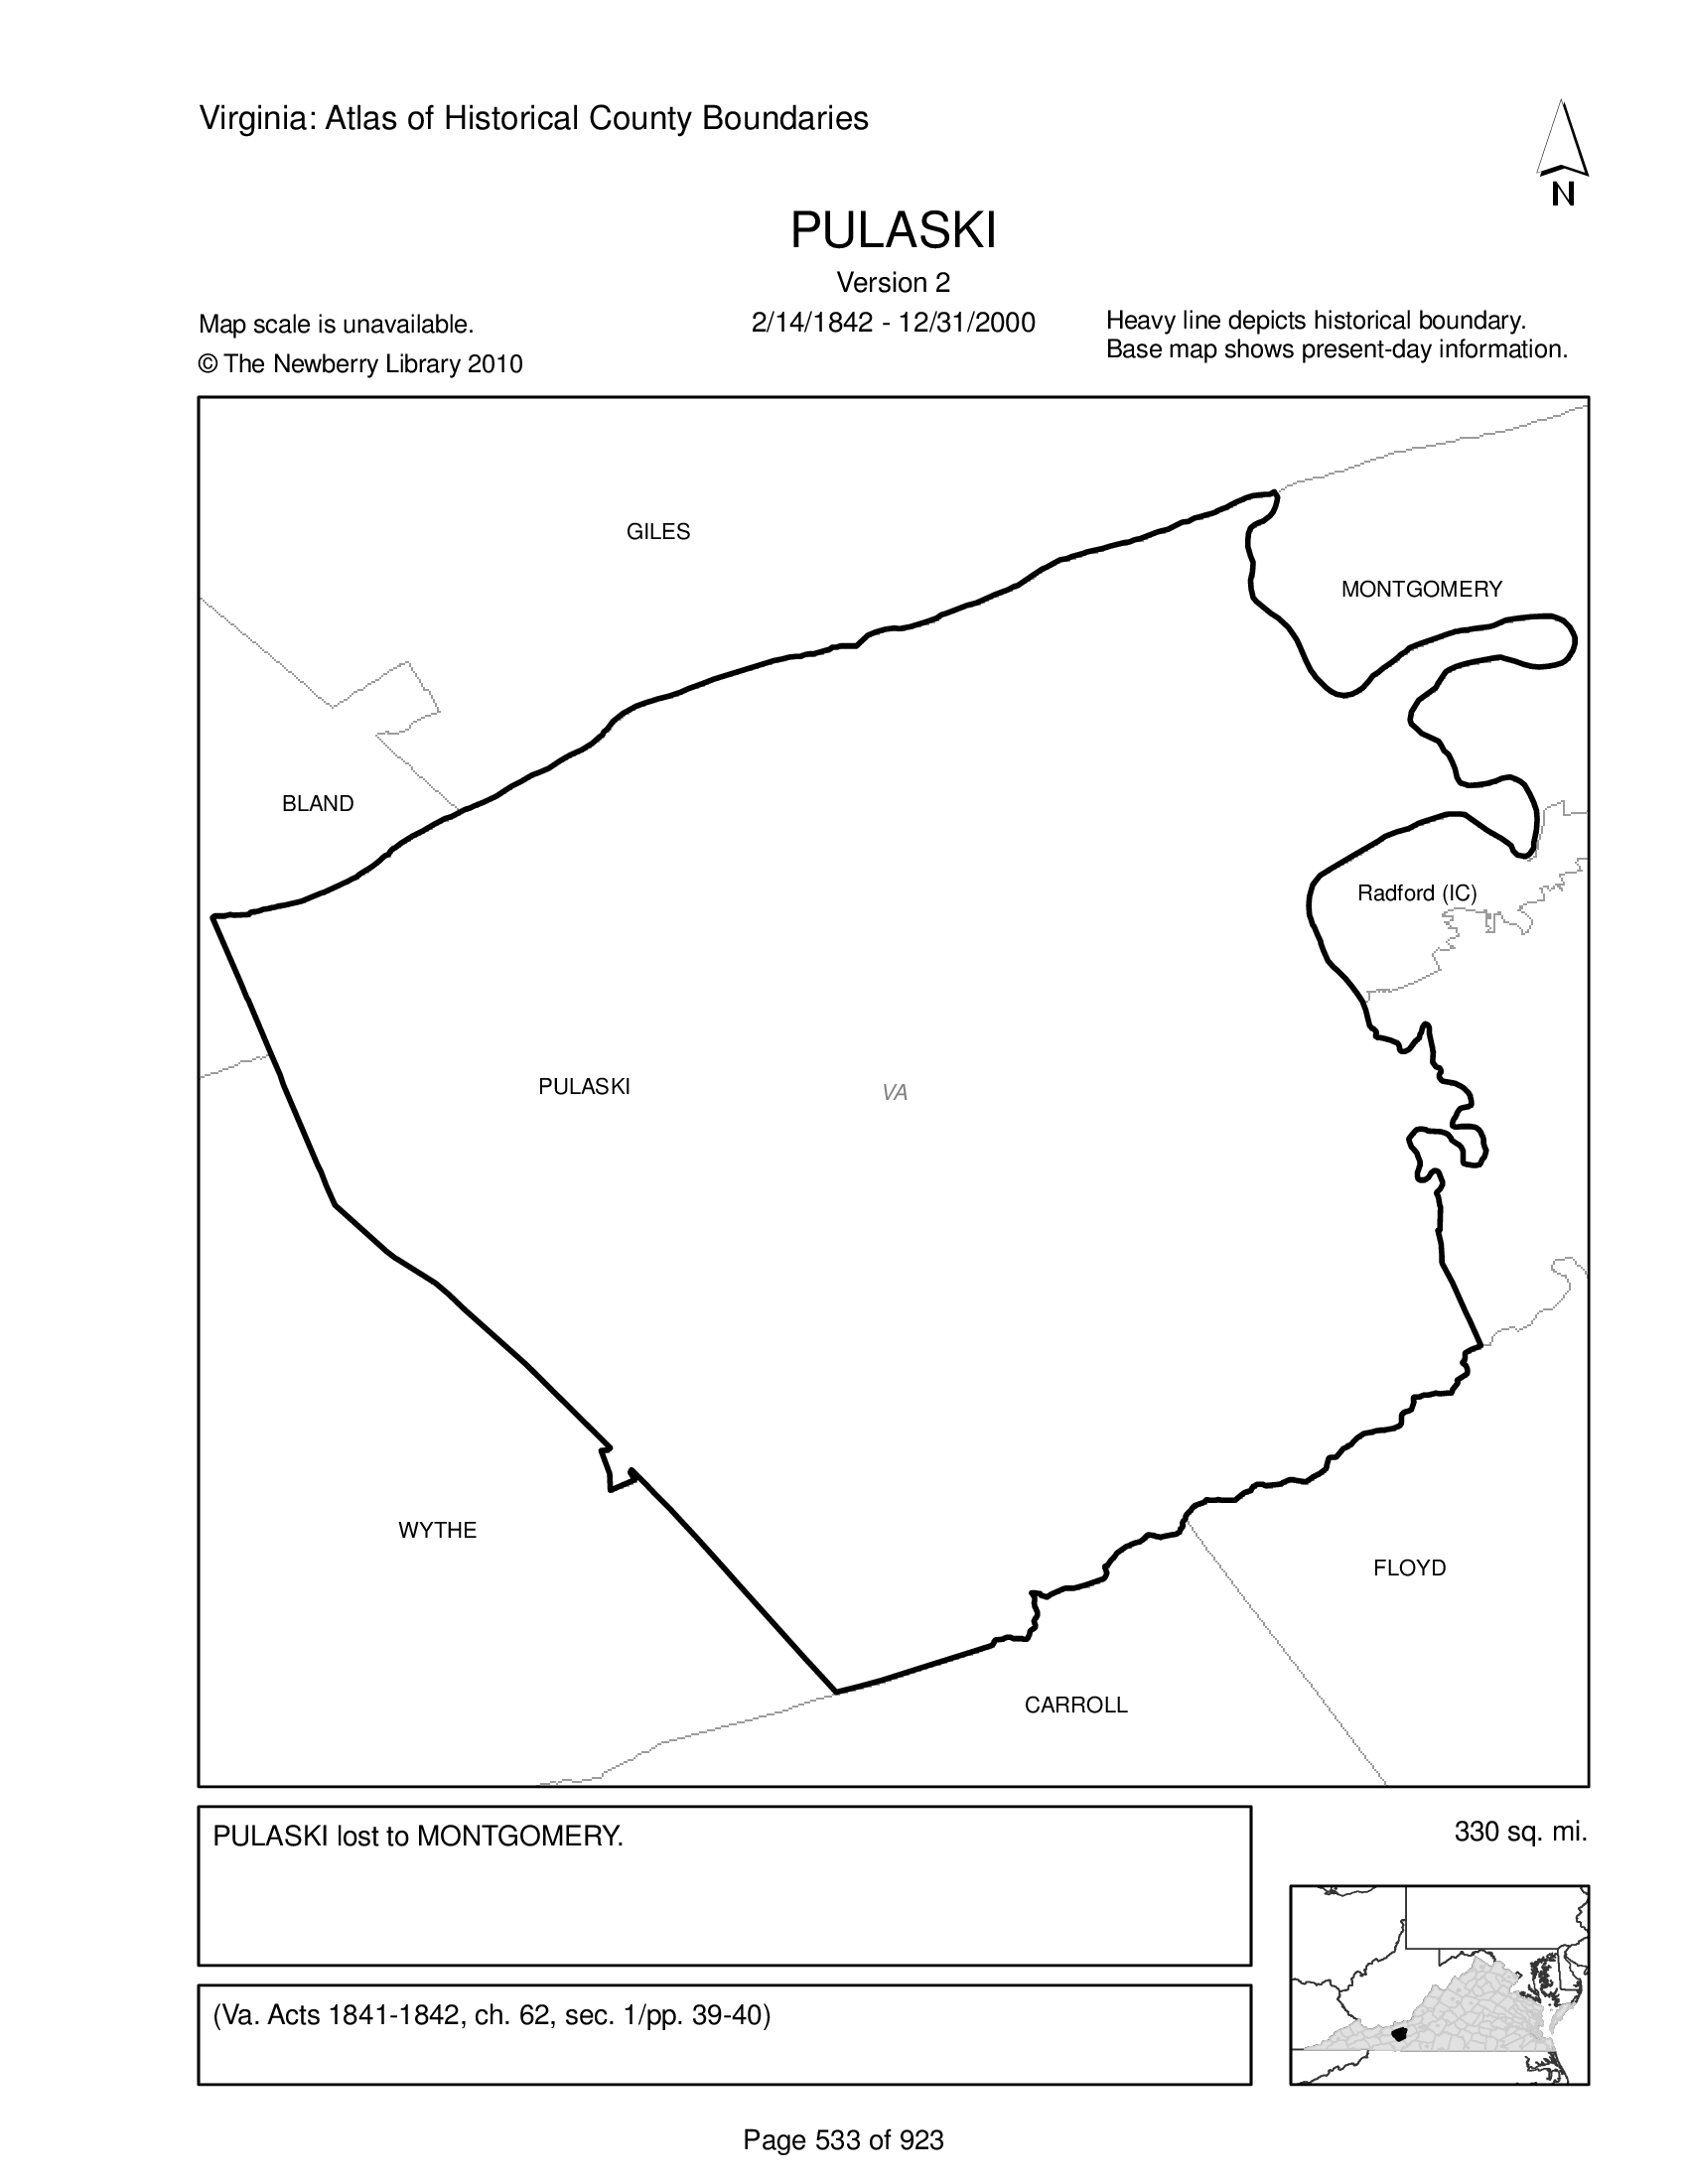 Virginia: Atlas of Historical County Boundaries
N
PULASKI
Version 2
2/14/1842 - 12/31/2000
Map scale is unavailable.
© The Newberry Library 2010
Heavy line depicts historical boundary.
Base map shows present-day information.
GILES
MONTGOMERY
BLAND
Radford (IC)
PULASKI
VA
WYTHE
FLOYD
CARROLL
PULASKI lost to MONTGOMERY.
330 sq. mi.
(Va. Acts 1841-1842, ch. 62, sec. 1/pp. 39-40)
Page 533 of 923